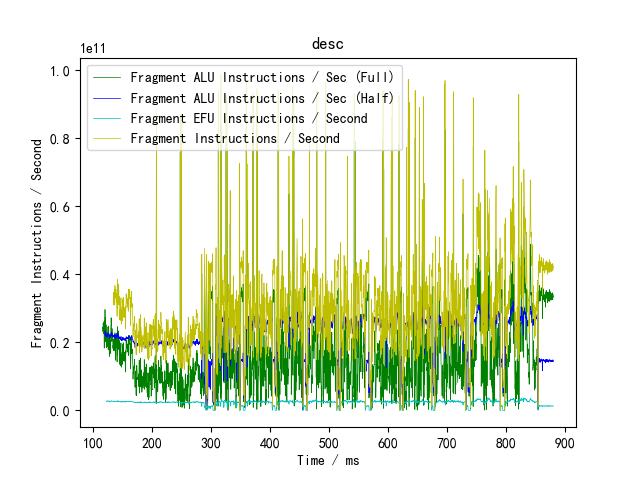 desc
1e11
Fragment ALU Instructions / Sec (Full)
Fragment ALU Instructions / Sec (Half)
Fragment EFU Instructions / Second
Fragment Instructions / Second
1.0
0.8
0.6
0.4
0.2
0.0
Fragment Instructions / Second
100 200 300 400 500 600 700 800 900
Time / ms